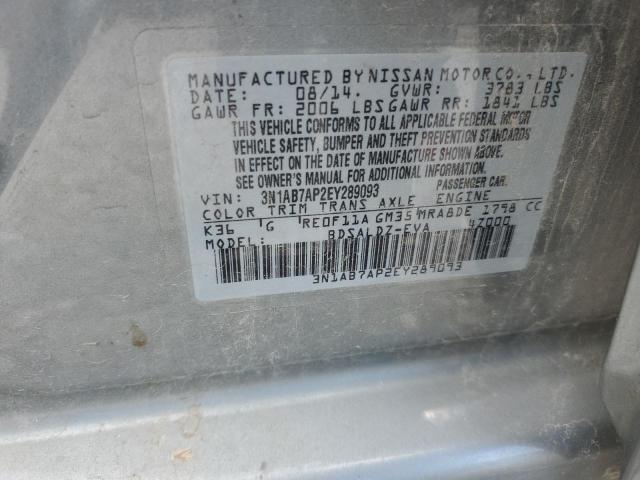 MANUFACTURED BY NISSAN MOTOR CO., LTD.
DATE: 08/14. GVWR: 3783 LBS
GAWR FR: 2006 LBS GAWR RR: 1841 LBS
THIS VEHICLE CONFORMS TO ALL APPLICABLE FEDERAL MOTOR
VEHICLE SAFETY, BUMPER AND THEFT PREVENTION STANDARDS
IN EFFECT ON THE DATE OF MANUFACTURE SHOWN ABOVE.
SEE OWNER'S MANUAL FOR ADDITIONAL INFORMATION
VIN: 3N1AB7AP2EY289093 PASSENGER CAR.
COLOR TRIM TRANS AXLE ENGINE
K36 G RE0F11A GM35 MRA8DE 1798 CC
MODEL: BDSALDZ-EVA 4Z000
3N1AB7AP2EY289093